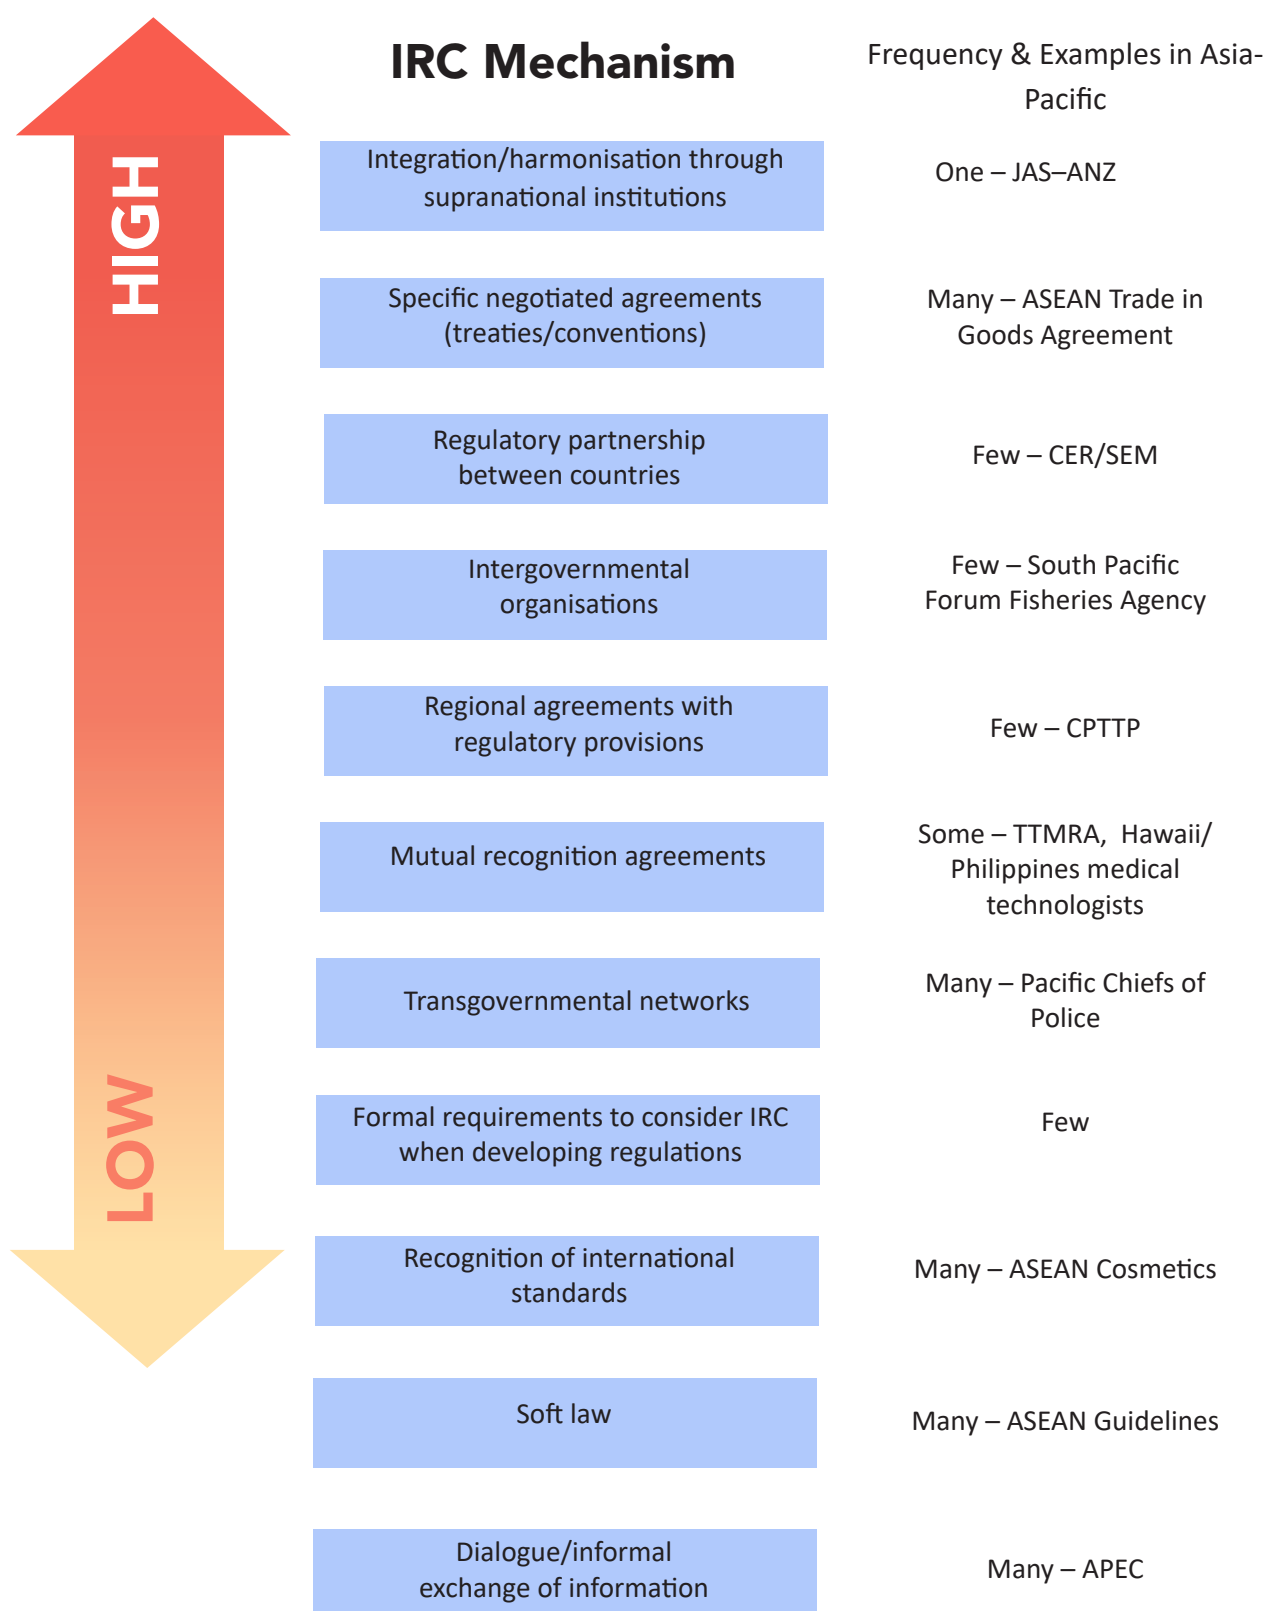 IRC Mechanism
Frequency & Examples in Asia-
Pacific
HIGH
Integration/harmonisation through
supranational institutions
One – JAS–ANZ
Specific negotiated agreements
(treaties/conventions)
Many – ASEAN Trade in
Goods Agreement
Regulatory partnership
between countries
Few – CER/SEM
Intergovernmental
organisations
Few – South Pacific
Forum Fisheries Agency
Regional agreements with
regulatory provisions
Few – CPTTP
Mutual recognition agreements
Some – TTMRA, Hawaii/
Philippines medical
technologists
Transgovernmental networks
Many – Pacific Chiefs of
Police
LOW
Formal requirements to consider IRC
when developing regulations
Few
Recognition of international
standards
Many – ASEAN Cosmetics
Soft law
Many – ASEAN Guidelines
Dialogue/informal
exchange of information
Many – APEC